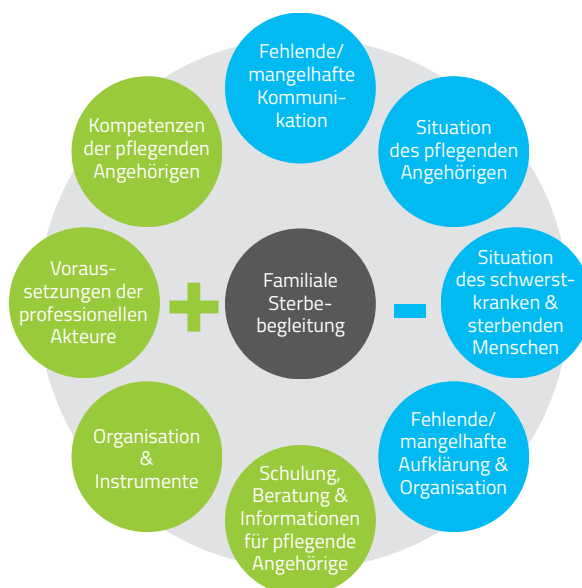 Fehlende/
mangelhafte
Kommuni-
kation
Situation
des pflegenden
Angehörigen
Situation
des schwerst-
kranken &
sterbenden
Menschen
Fehlende/
mangelhafte
Aufklärung &
Organisation
Schulung,
Beratung &
Informationen
für pflegende
Angehörige
Organisation
&
Instrumente
Voraus-
setzungen der
professionellen
Akteure
Kompetenzen
der pflegenden
Angehörigen
+
Familiale
Sterbe-
begleitung
-